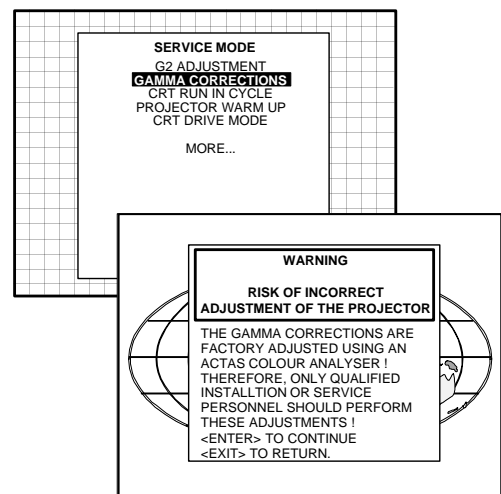 SERVICE MODE
G2 ADJUSTMENT
GAMMA CORRECTIONS
CRT RUN IN CYCLE
PROJECTOR WARM UP
CRT DRIVE MODE
MORE...
WARNING
RISK OF INCORRECT
ADJUSTMENT OF THE PROJECTOR
THE GAMMA CORRECTIONS ARE
FACTORY ADJUSTED USING AN
ACTAS COLOUR ANALYSER !
THEREFORE, ONLY QUALIFIED
INSTALLTION OR SERVICE
PERSONNEL SHOULD PERFORM
THESE ADJUSTMENTS !
<ENTER> TO CONTINUE
<EXIT> TO RETURN.